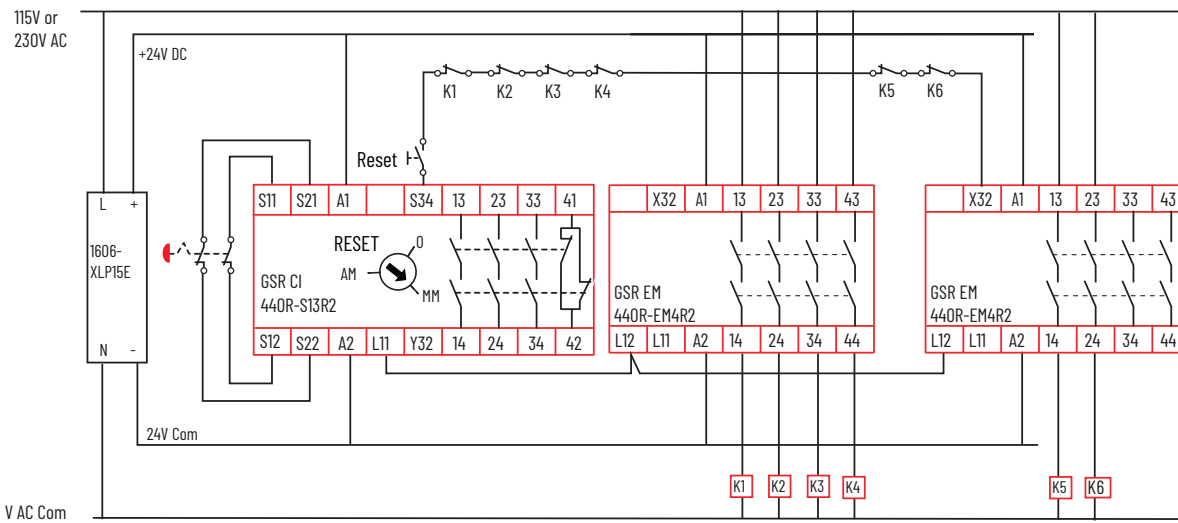 115V or
230V AC
+24V DC
K1 K2 K3 K4 K5 K6
Reset
S11 S21 A1 S34 13 23 33 41
X32 A1 13 23 33 43
X32 A1 13 23 33 43
L +
1606-
XLP15E
N -
RESET
O
AM
MM
GSR CI
440R-S13R2
GSR EM
440R-EM4R2
GSR EM
440R-EM4R2
S12 S22 A2 L11 Y32 14 24 34 42
L12 L11 A2 14 24 34 44
L12 L11 A2 14 24 34 44
24V Com
K1 K2 K3 K4 K5 K6
V AC Com